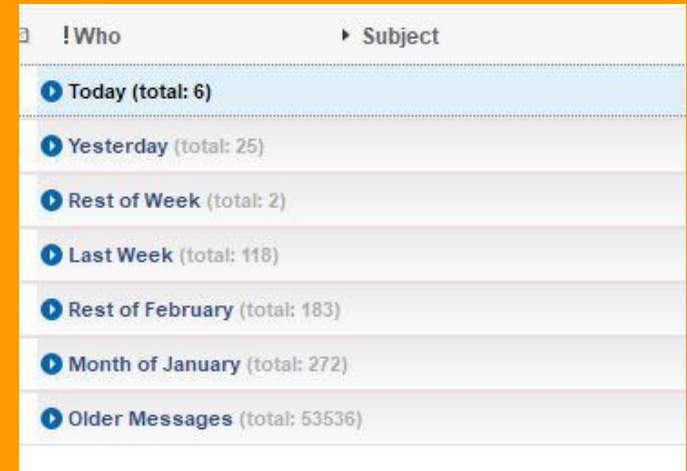 ! Who Subject
Today (total: 6)
Yesterday (total: 25)
Rest of Week (total: 2)
Last Week (total: 118)
Rest of February (total: 183)
Month of January (total: 272)
Older Messages (total: 53536)